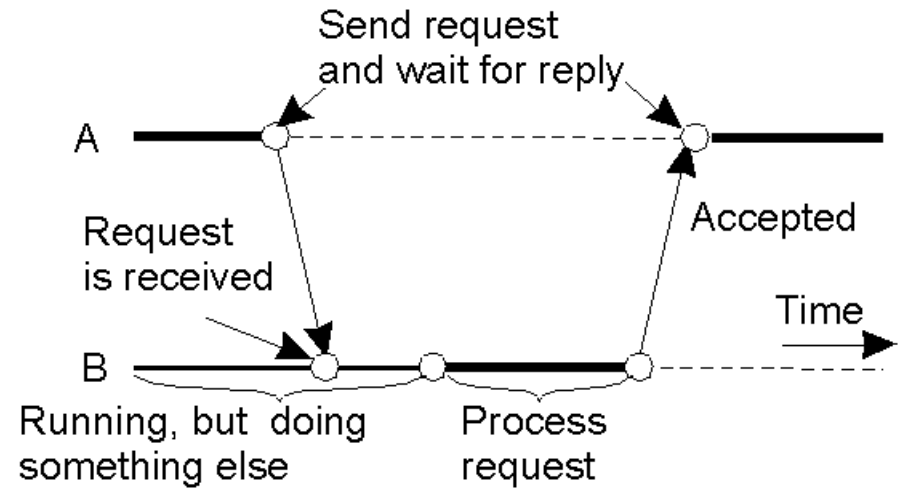 Send request
and wait for reply
A
Request
is received
Accepted
Time
B
Running, but doing
something else
Process
request